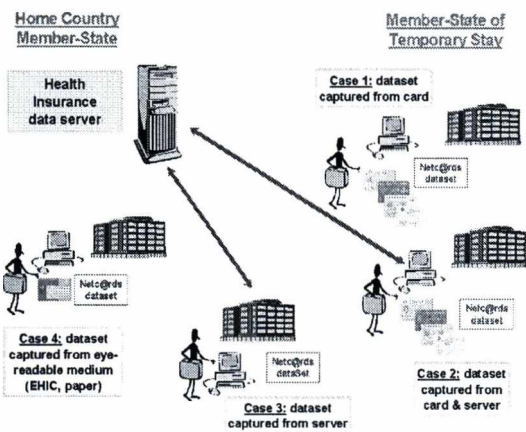 Home Country
Member-State
Member-State of
Temporary Stay
Health
Insurance
data server
Case 1: dataset
captured from card
Netc@rds
dataset
Netc@rds
dataset
Netc@rds
dataset
Case 4: dataset
captured from eye-
readable medium
(EHIC, paper)
Netc@rds
dataSet
Case 3: dataset
captured from server
Case 2: dataset
captured from
card & server